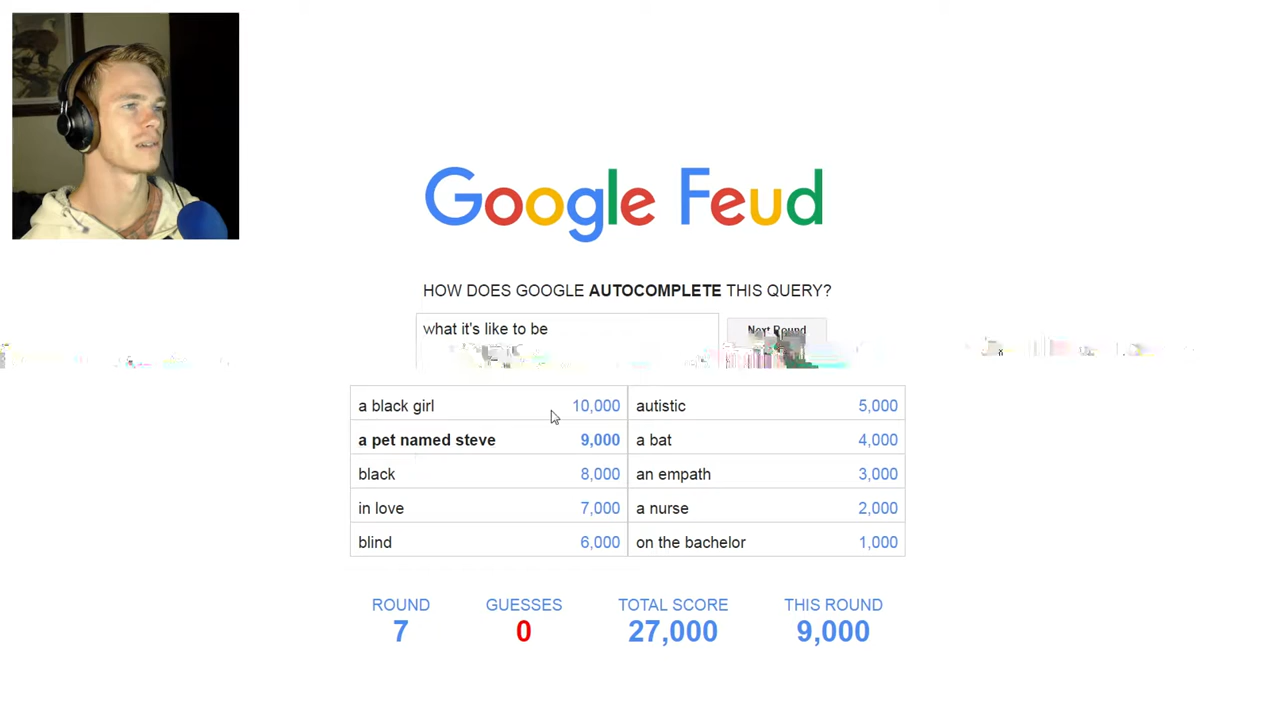 Google Feud
HOW DOES GOOGLE AUTOCOMPLETE THIS QUERY?
what it's like to be
Next Round
a black girl 10,000 autistic 5,000
a pet named steve 9,000 a bat 4,000
black 8,000 an empath 3,000
in love 7,000 a nurse 2,000
blind 6,000 on the bachelor 1,000
ROUND GUESSES TOTAL SCORE THIS ROUND
7 0 27,000 9,000